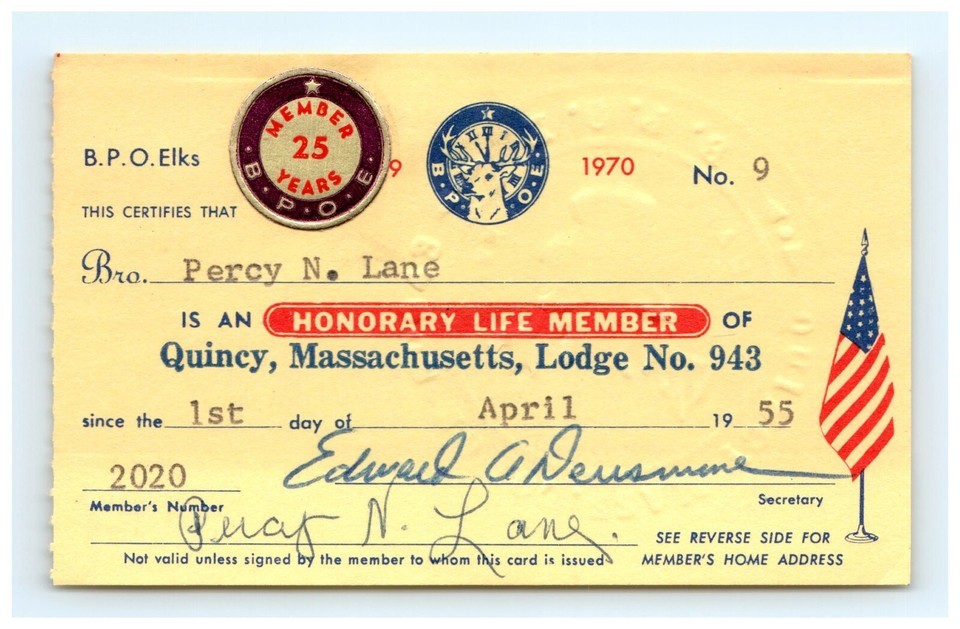 MEMBER
25
YEARS
B·P·O·E
B.P.O.Elks
9
B P O E
1970
No. 9
THIS CERTIFIES THAT
Bro. Percy N. Lane
IS AN HONORARY LIFE MEMBER OF
Quincy, Massachusetts, Lodge No. 943
since the 1st day of April 19 55
2020 Edward A
Member's Number Secretary
Percy N. Lane.
SEE REVERSE SIDE FOR
Not valid unless signed by the member to whom this card is issued MEMBER'S HOME ADDRESS